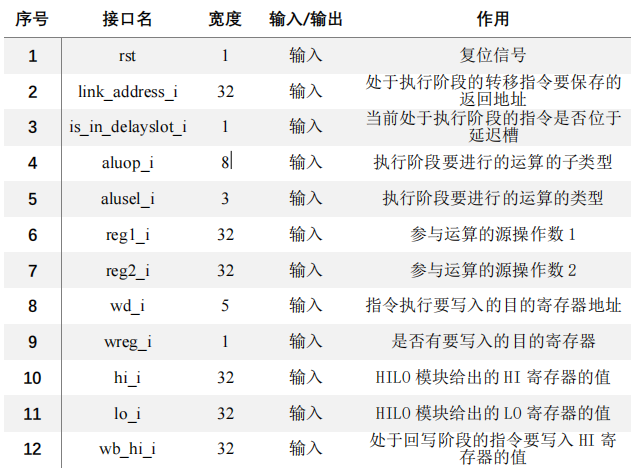 序号 接口名 宽度 输入/输出 作用
1 rst 1 输入 复位信号
2 link_address_i 32 输入 处于执行阶段的转移指令要保存的
返回地址
3 is_in_delayslot_i 1 输入 当前处于执行阶段的指令是否位于
延迟槽
4 aluop_i 8 输入 执行阶段要进行的运算的子类型
5 alusel_i 3 输入 执行阶段要进行的运算的类型
6 reg1_i 32 输入 参与运算的源操作数 1
7 reg2_i 32 输入 参与运算的源操作数 2
8 wd_i 5 输入 指令执行要写入的目的寄存器地址
9 wreg_i 1 输入 是否有要写入的目的寄存器
10 hi_i 32 输入 HILO 模块给出的 HI 寄存器的值
11 lo_i 32 输入 HILO 模块给出的 LO 寄存器的值
12 wb_hi_i 32 输入 处于回写阶段的指令要写入 HI 寄
存器的值